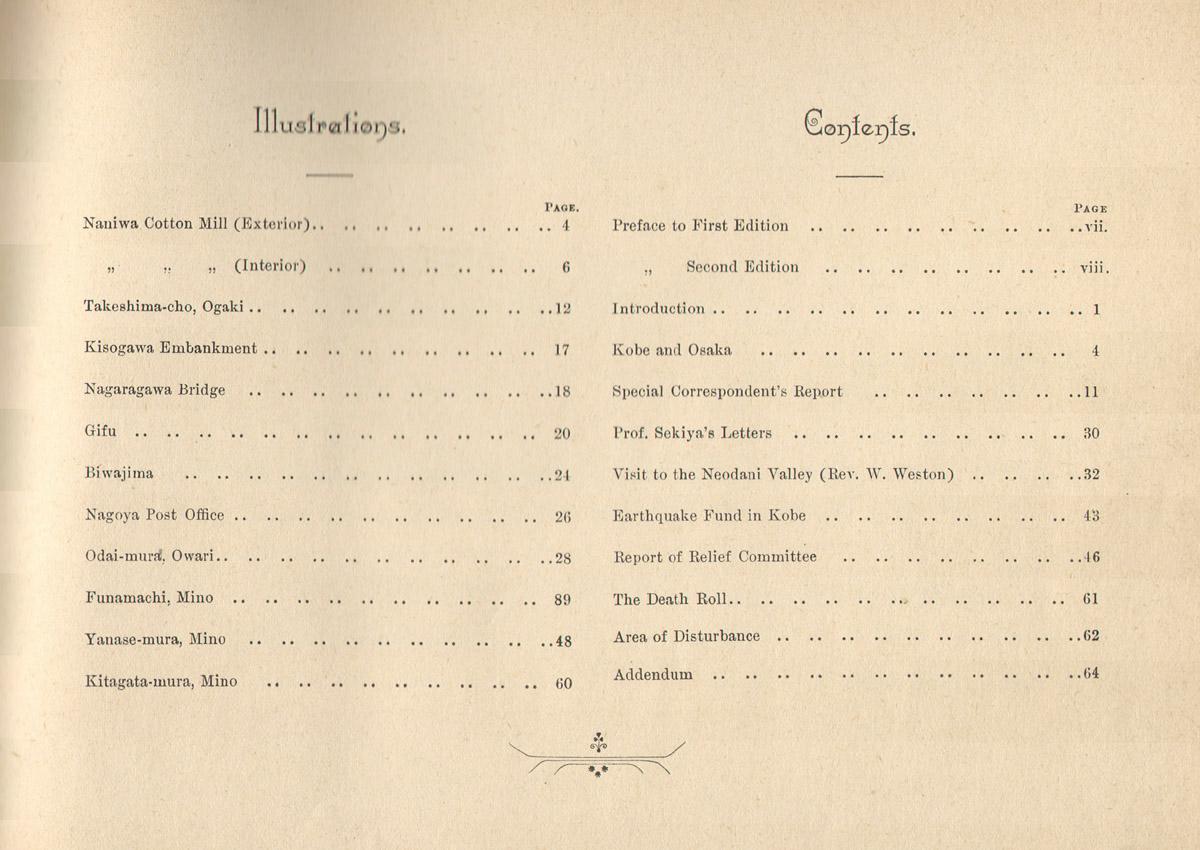 Illustrations.
PAGE.
Naniwa Cotton Mill (Exterior).. .. .. .. .. .. .. .. 4
„ „ „ (Interior) .. .. .. .. .. .. .. 6
Takeshima-cho, Ogaki .. .. .. .. .. .. .. .. .. ..12
Kisogawa Embankment .. .. .. .. .. .. .. .. .. 17
Nagaragawa Bridge .. .. .. .. .. .. .. .. .. ..18
Gifu .. .. .. .. .. .. .. .. .. .. .. .. .. 20
Biwajima .. .. .. .. .. .. .. .. .. .. .. ..24
Nagoya Post Office .. .. .. .. .. .. .. .. .. .. 26
Odai-mura, Owari.. .. .. .. .. .. .. .. .. .. ..28
Funamachi, Mino .. .. .. .. .. .. .. .. .. .. 89
Yanase-mura, Mino .. .. .. .. .. .. .. .. .. ..48
Kitagata-mura, Mino .. .. .. .. .. .. .. .. .. 60
Contents.
PAGE
Preface to First Edition .. .. .. .. .. .. .. .. ..vii.
„ Second Edition .. .. .. .. .. .. .. .. viii.
Introduction .. .. .. .. .. .. .. .. .. .. .. .. 1
Kobe and Osaka .. .. .. .. .. .. .. .. .. .. 4
Special Correspondent's Report .. .. .. .. .. .. ..11
Prof. Sekiya's Letters .. .. .. .. .. .. .. .. .. 30
Visit to the Neodani Valley (Rev. W. Weston) .. .. .. ..32
Earthquake Fund in Kobe .. .. .. .. .. .. .. .. 43
Report of Relief Committee .. .. .. .. .. .. .. ..46
The Death Roll.. .. .. .. .. .. .. .. .. .. .. 61
Area of Disturbance .. .. .. .. .. .. .. .. .. ..62
Addendum .. .. .. .. .. .. .. .. .. .. .. ..64